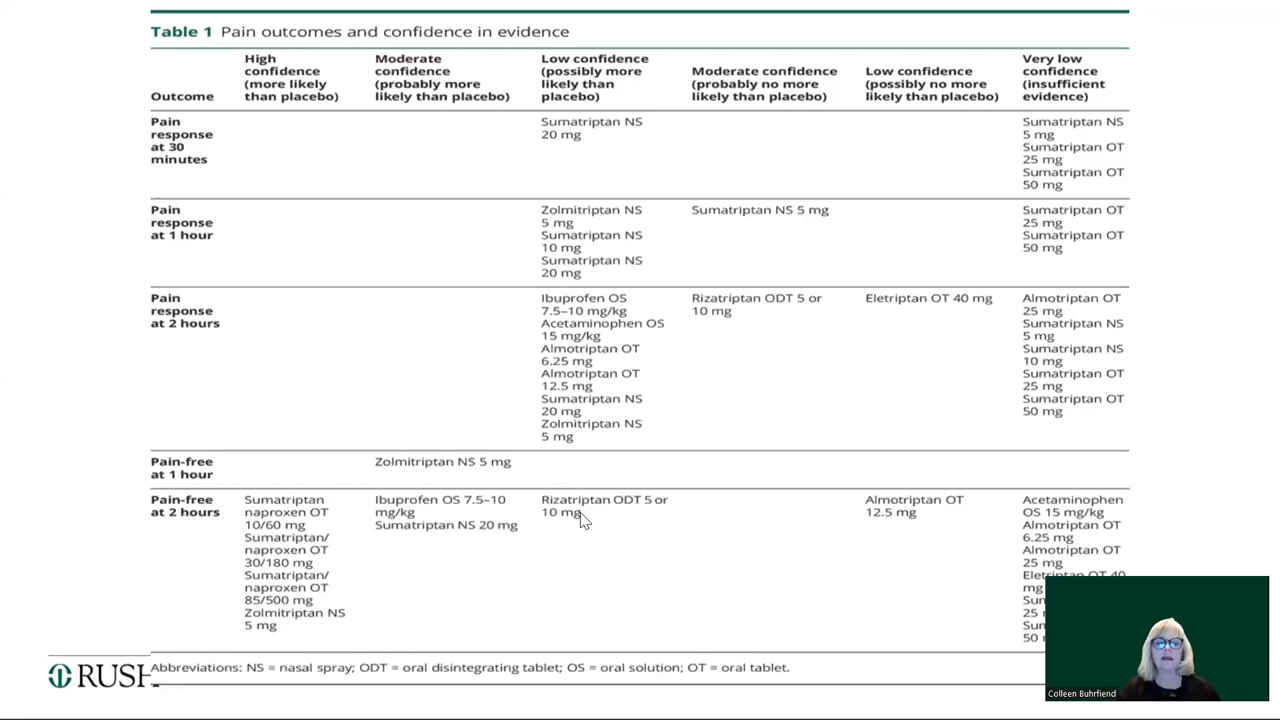 Table 1 Pain outcomes and confidence in evidence
Outcome
High
confidence
(more likely
than placebo)
Moderate
confidence
(probably more
likely than placebo)
Low confidence
(possibly more
likely than
placebo)
Moderate confidence
(probably no more
likely than placebo)
Low confidence
(possibly no more
likely than placebo)
Very low
confidence
(insufficient
evidence)
Pain
response
at 30
minutes
Sumatriptan NS
20 mg
Sumatriptan NS
5 mg
Sumatriptan OT
25 mg
Sumatriptan OT
50 mg
Pain
response
at 1 hour
Zolmitriptan NS
5 mg
Sumatriptan NS
10 mg
Sumatriptan NS
20 mg
Sumatriptan NS 5 mg
Sumatriptan OT
25 mg
Sumatriptan OT
50 mg
Pain
response
at 2 hours
Ibuprofen OS
7.5–10 mg/kg
Acetaminophen OS
15 mg/kg
Almotriptan OT
6.25 mg
Almotriptan OT
12.5 mg
Sumatriptan NS
20 mg
Zolmitriptan NS
5 mg
Rizatriptan ODT 5 or
10 mg
Eletriptan OT 40 mg
Almotriptan OT
25 mg
Sumatriptan NS
5 mg
Sumatriptan NS
10 mg
Sumatriptan OT
25 mg
Sumatriptan OT
50 mg
Pain-free
at 1 hour
Zolmitriptan NS 5 mg
Pain-free
at 2 hours
Sumatriptan
naproxen OT
10/60 mg
Sumatriptan/
naproxen OT
30/180 mg
Sumatriptan/
naproxen OT
85/500 mg
Zolmitriptan NS
5 mg
Ibuprofen OS 7.5–10
mg/kg
Sumatriptan NS 20 mg
Rizatriptan ODT 5 or
10 mg
Almotriptan OT
12.5 mg
Acetaminophen
OS 15 mg/kg
Almotriptan OT
6.25 mg
Almotriptan OT
25 mg
Eletriptan OT 40
mg
25
50
RUSH
Abbreviations: NS = nasal spray; ODT = oral disintegrating tablet; OS = oral solution; OT = oral tablet.
Colleen Buhrfiend